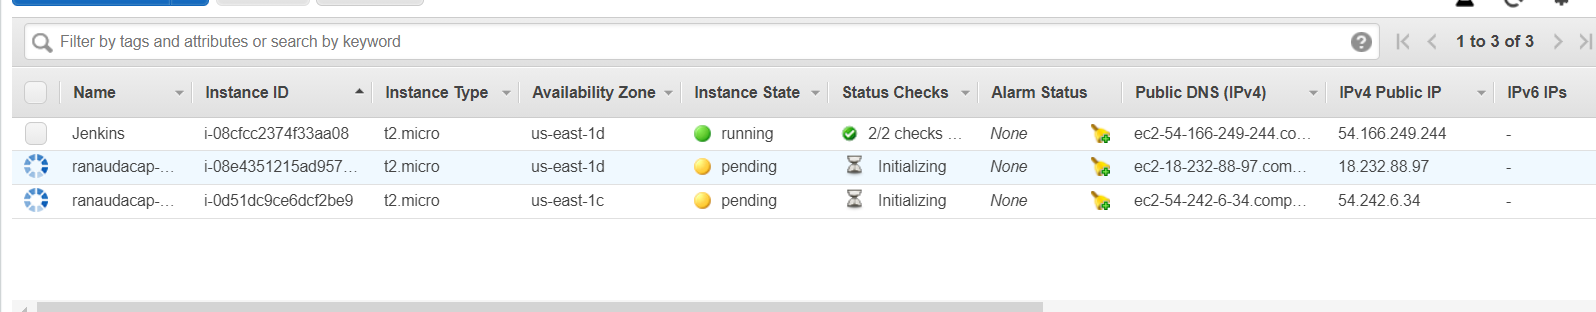 Filter by tags and attributes or search by keyword 1 to 3 of 3
Name Instance ID Instance Type Availability Zone Instance State Status Checks Alarm Status Public DNS (IPv4) IPv4 Public IP IPv6 IPs
Jenkins i-08cfcc2374f33aa08 t2.micro us-east-1d running 2/2 checks ... None ec2-54-166-249-244.co... 54.166.249.244 -
ranaudacap-... i-08e4351215ad957... t2.micro us-east-1d pending Initializing None ec2-18-232-88-97.com... 18.232.88.97 -
ranaudacap-... i-0d51dc9ce6dcf2be9 t2.micro us-east-1c pending Initializing None ec2-54-242-6-34.comp... 54.242.6.34 -